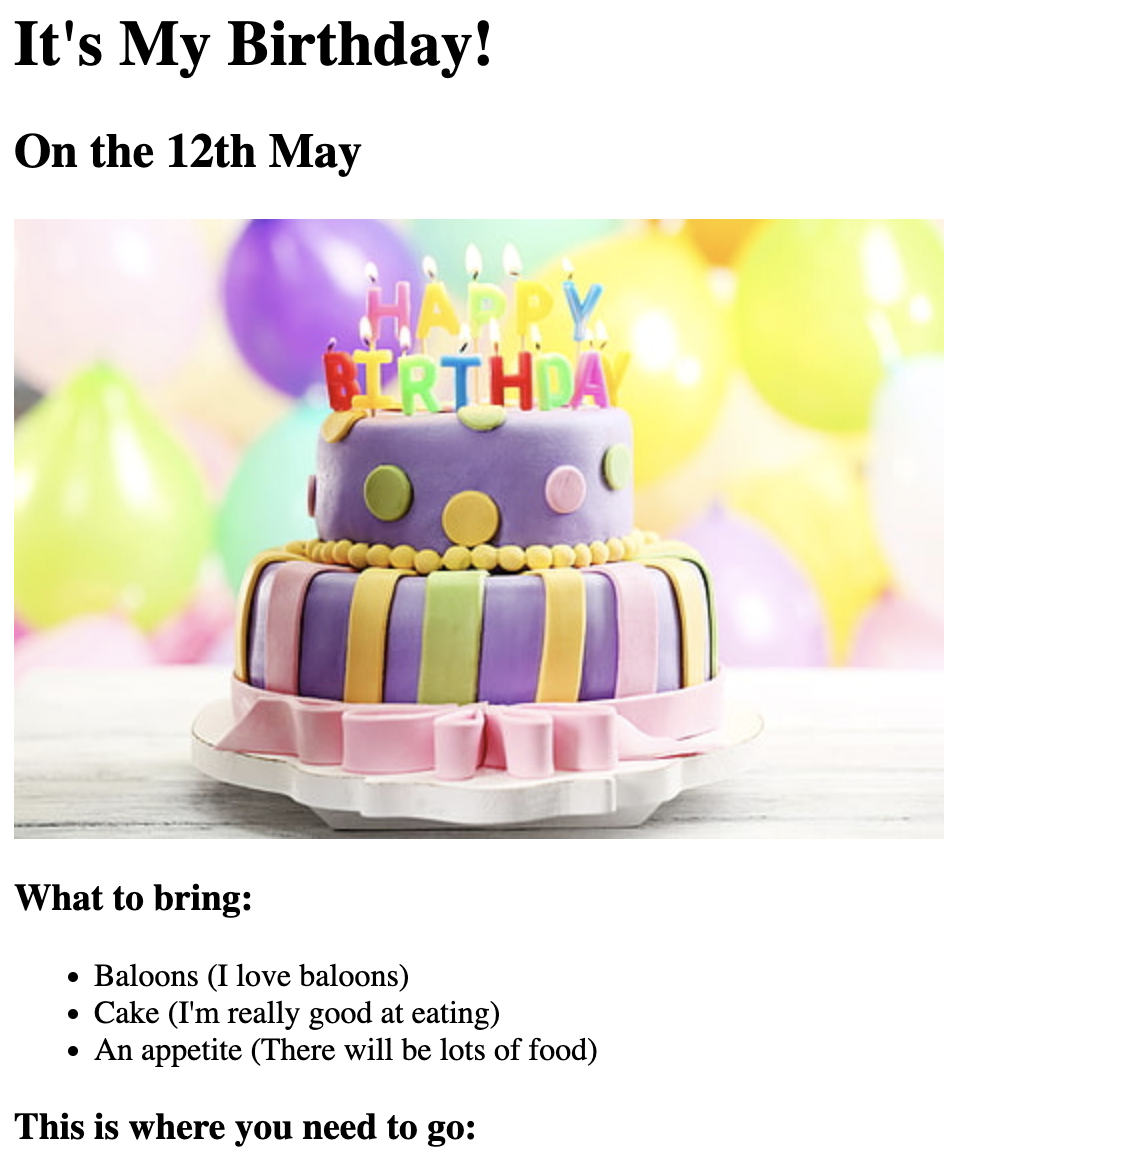 It's My Birthday!
On the 12th May
HAPPY
BIRTHDAY
What to bring:
Baloons (I love baloons)
Cake (I'm really good at eating)
An appetite (There will be lots of food)
This is where you need to go: